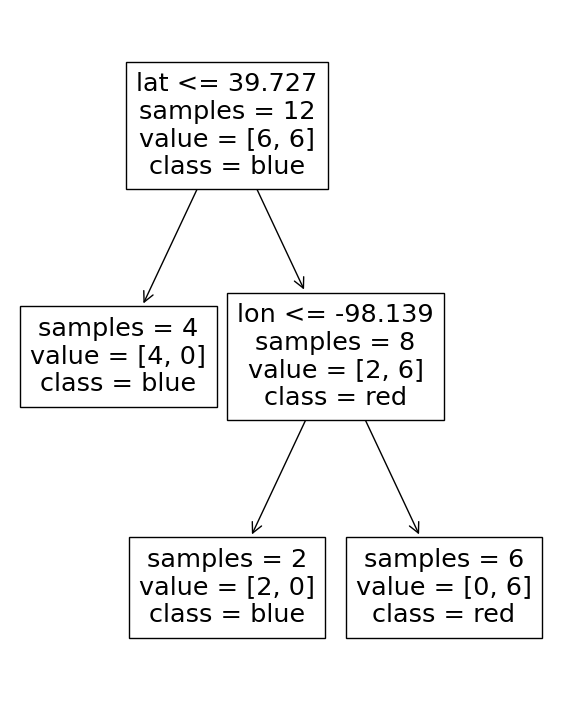 lat <= 39.727
samples = 12
value = [6, 6]
class = blue
samples = 4
value = [4, 0]
class = blue
lon <= -98.139
samples = 8
value = [2, 6]
class = red
samples = 2
value = [2, 0]
class = blue
samples = 6
value = [0, 6]
class = red